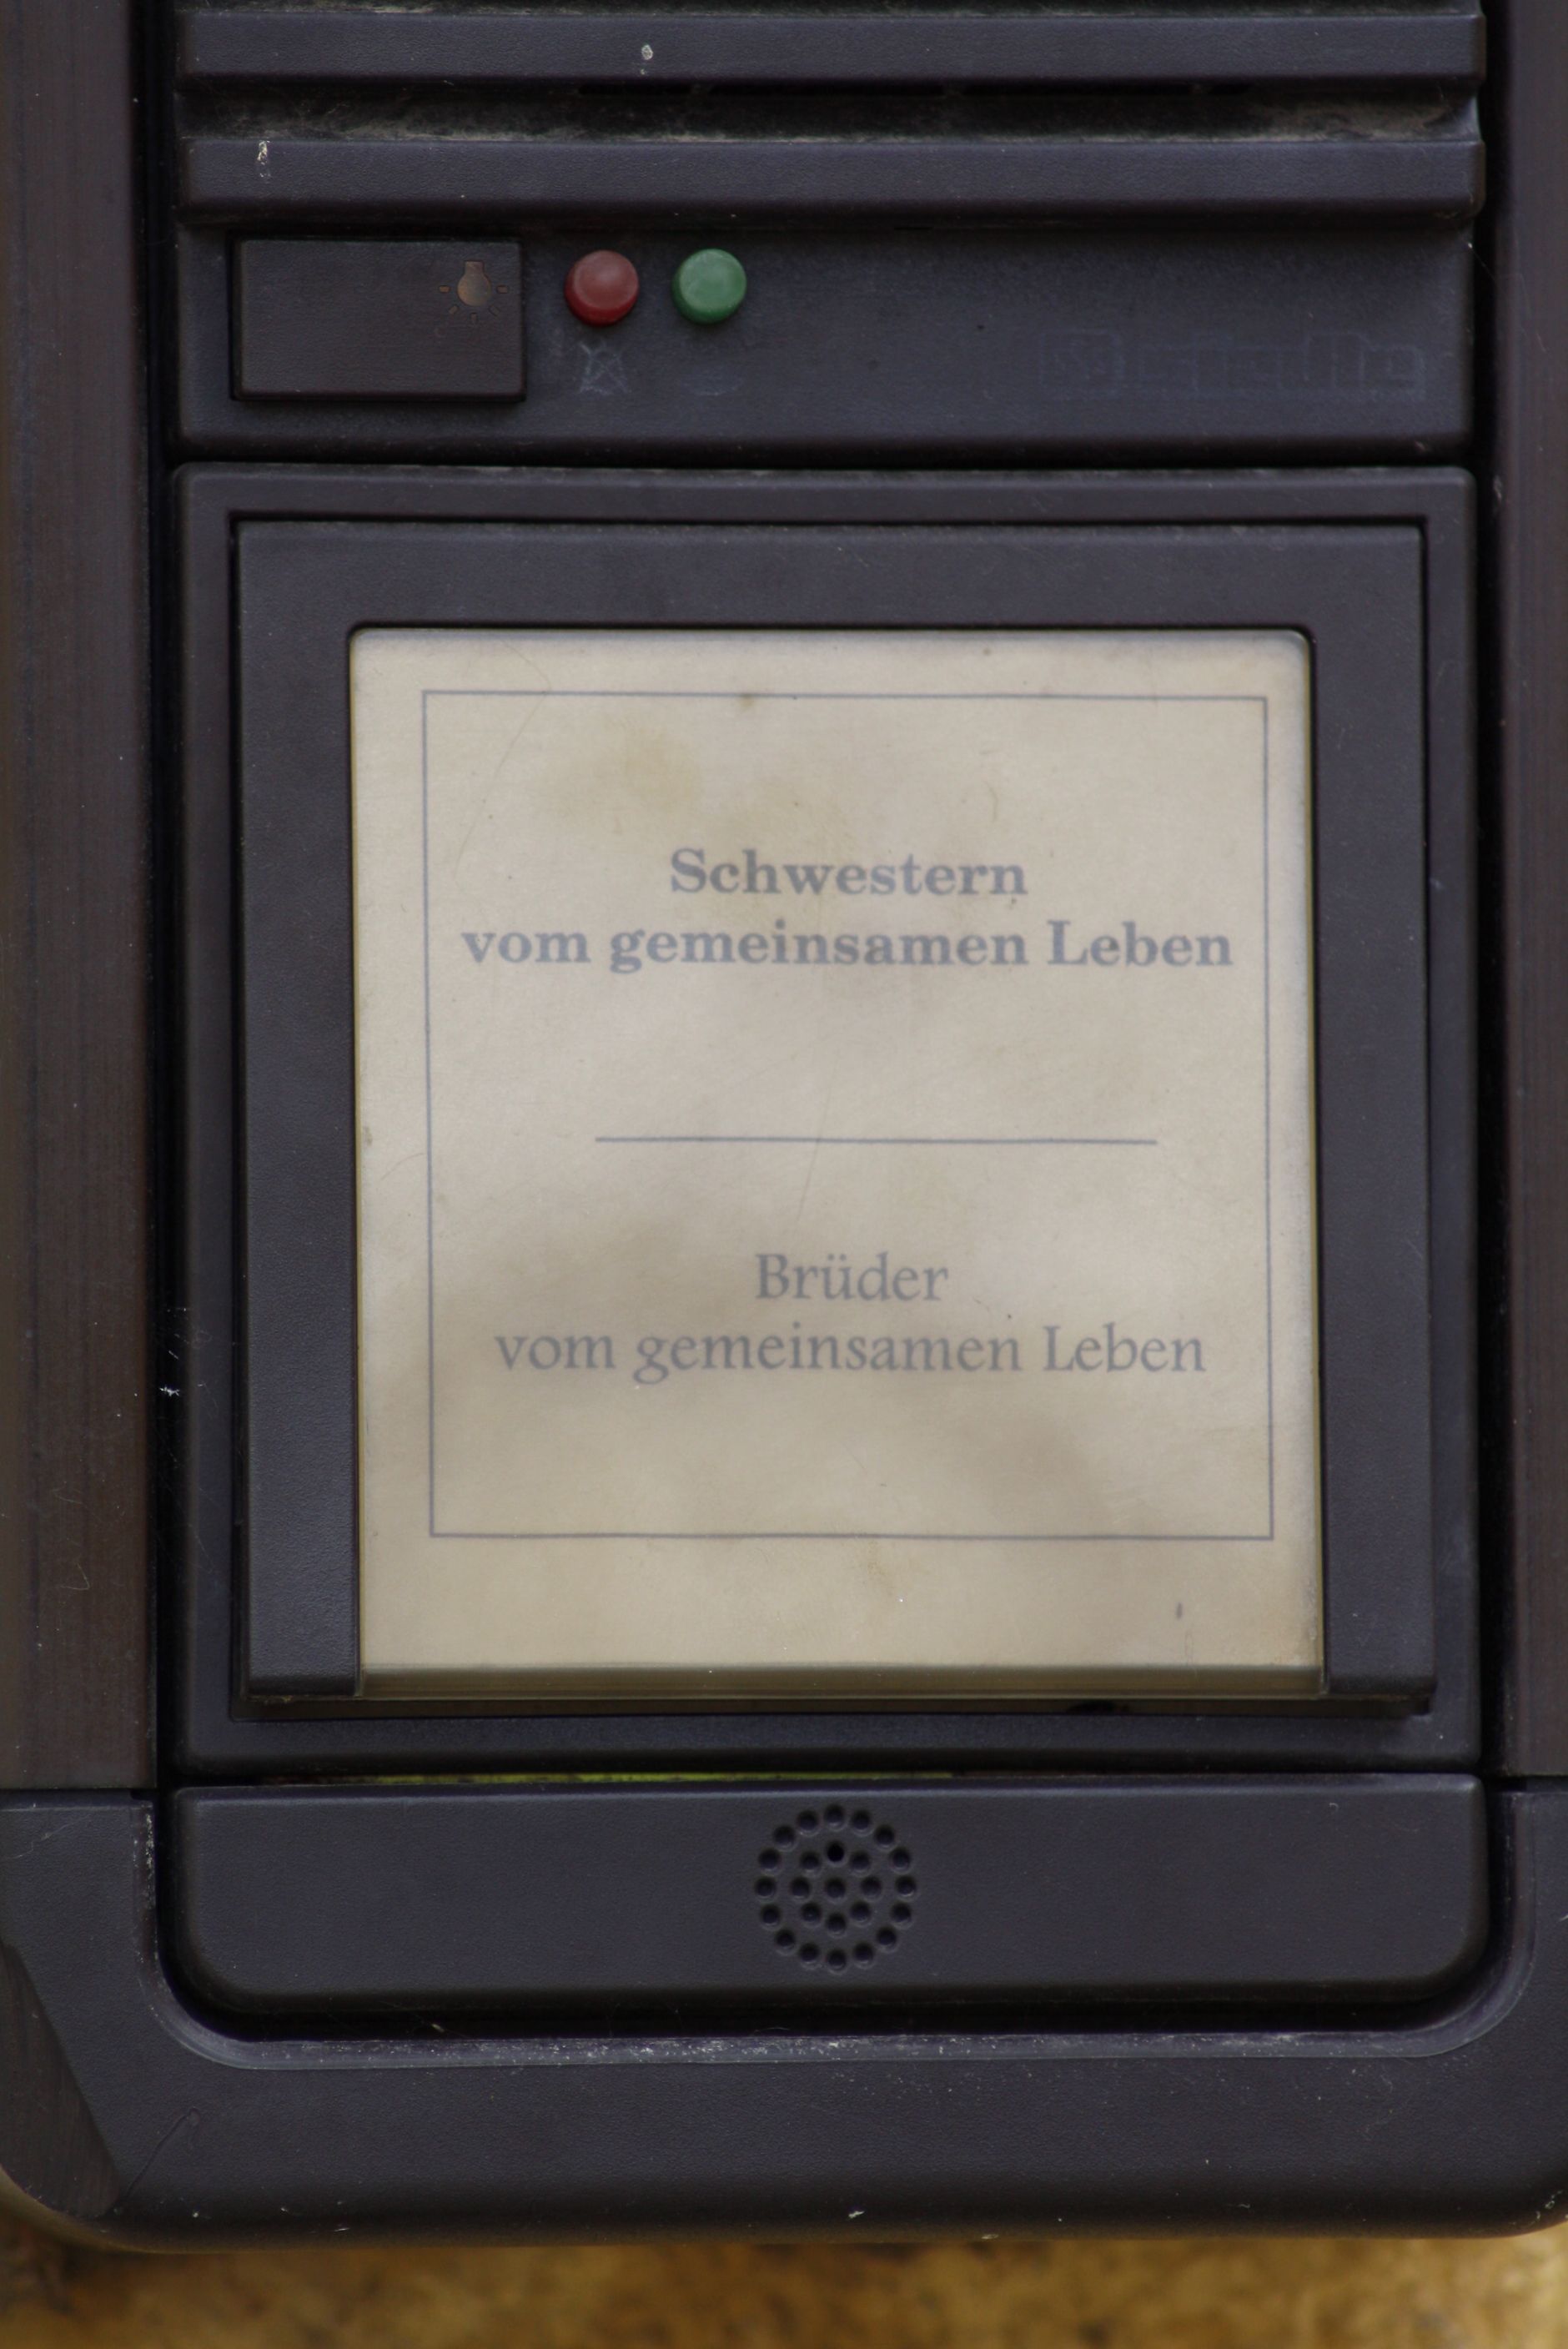 Schwestern
vom gemeinsamen Leben
Brüder
vom gemeinsamen Leben